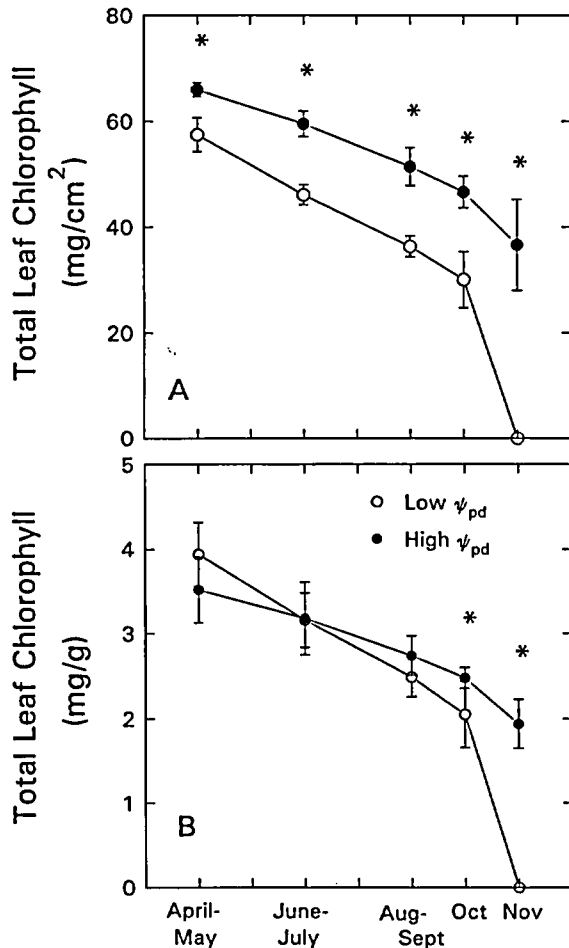 80
60
40
20
0
Total Leaf Chlorophyll
(mg/cm²)
* * * * *
A
5
4
3
2
1
0
Total Leaf Chlorophyll
(mg/g)
○ Low ψpd
● High ψpd
* *
B
April-
May
June-
July
Aug-
Sept
Oct
Nov